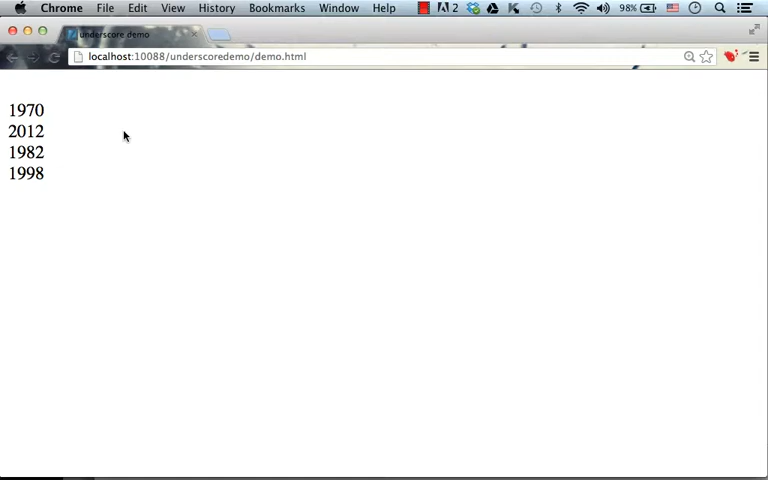 Chrome File Edit View History Bookmarks Window Help 2 98%
underscore demo
localhost:10088/underscoredemo/demo.html
1970
2012
1982
1998